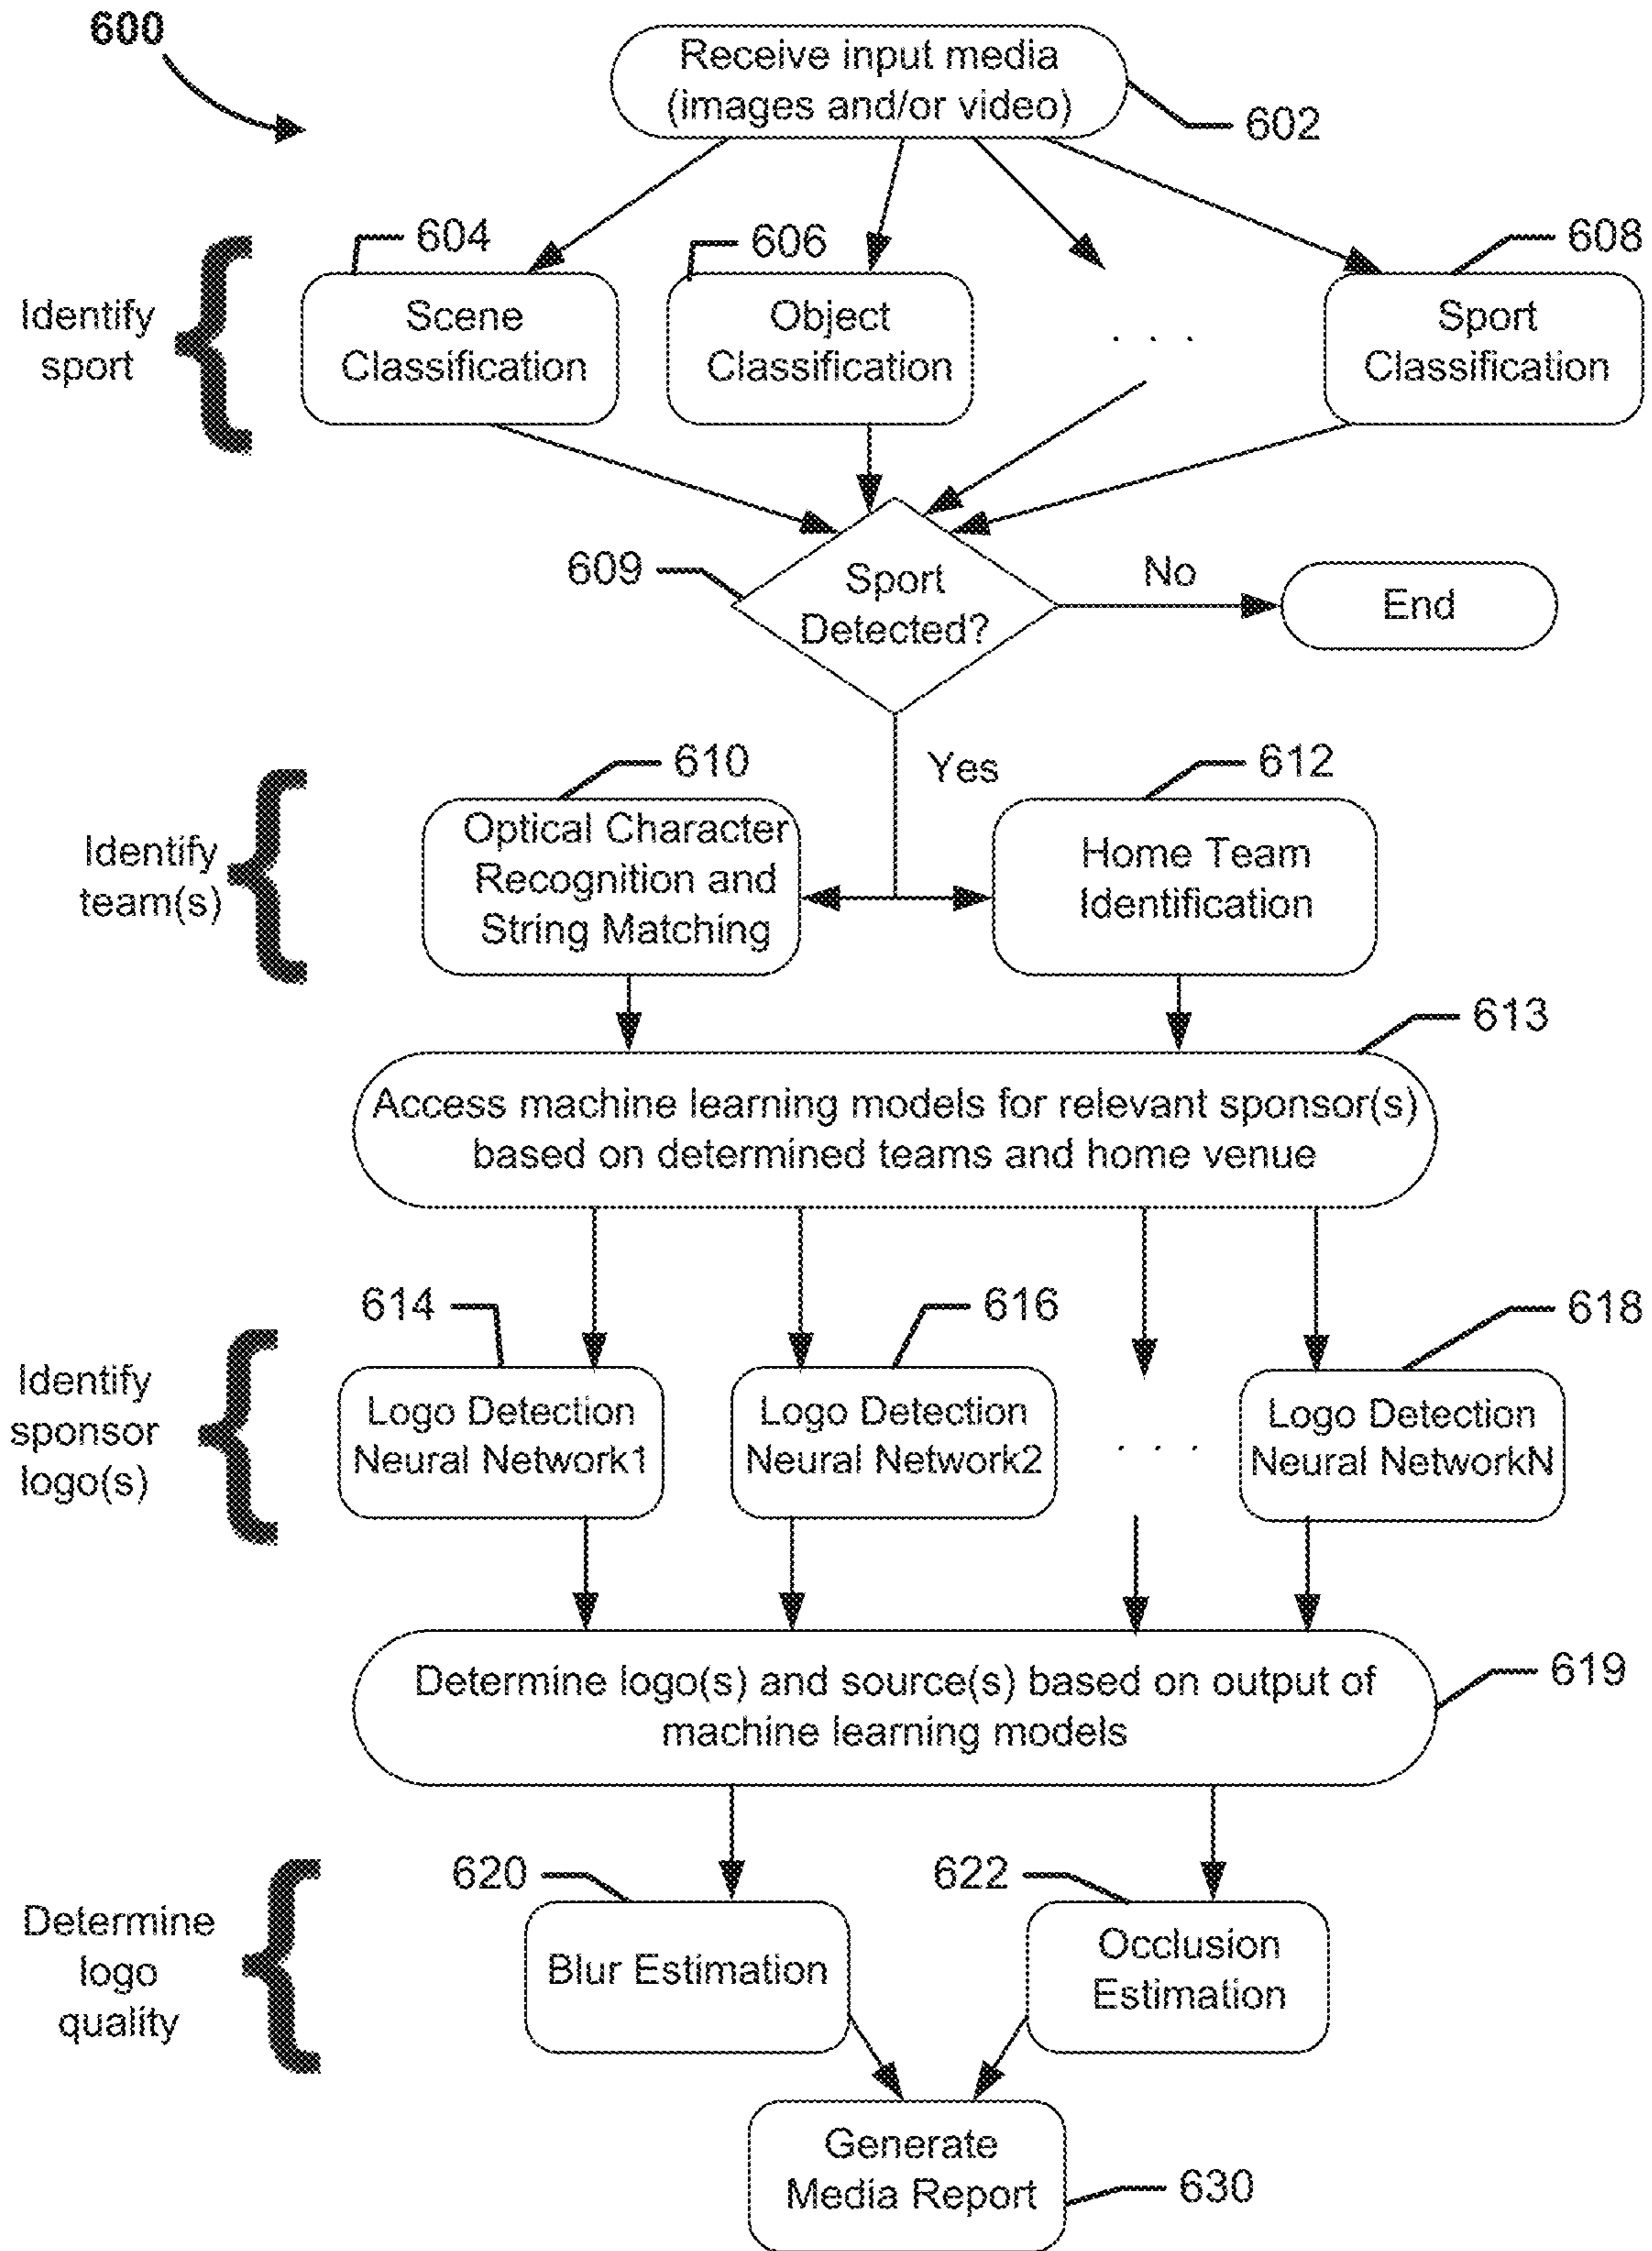 600
Receive input media
(images and/or video)
602
604
606
608
Identify
sport
Scene
Classification
Object
Classification
. . .
Sport
Classification
609
Sport
Detected?
No
End
Yes
610
612
Identify
team(s)
Optical Character
Recognition and
String Matching
Home Team
Identification
613
Access machine learning models for relevant sponsor(s)
based on determined teams and home venue
614
616
618
Identify
sponsor
logo(s)
Logo Detection
Neural Network1
Logo Detection
Neural Network2
. . .
Logo Detection
Neural NetworkN
619
Determine logo(s) and source(s) based on output of
machine learning models
620
622
Determine
logo
quality
Blur Estimation
Occlusion
Estimation
Generate
Media Report
630